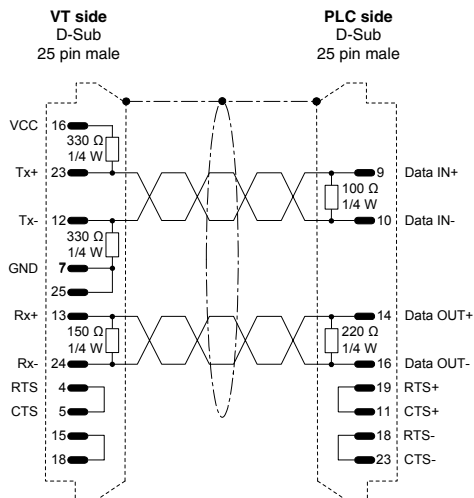 VT side
D-Sub
25 pin male
PLC side
D-Sub
25 pin male
VCC 16
330 Ω
1/4 W
Tx+ 23
9 Data IN+
100 Ω
1/4 W
Tx- 12
10 Data IN-
330 Ω
1/4 W
GND 7
25
Rx+ 13
14 Data OUT+
150 Ω
1/4 W
220 Ω
1/4 W
Rx- 24
16 Data OUT-
RTS 4
19 RTS+
CTS 5
11 CTS+
15
18 RTS-
18
23 CTS-